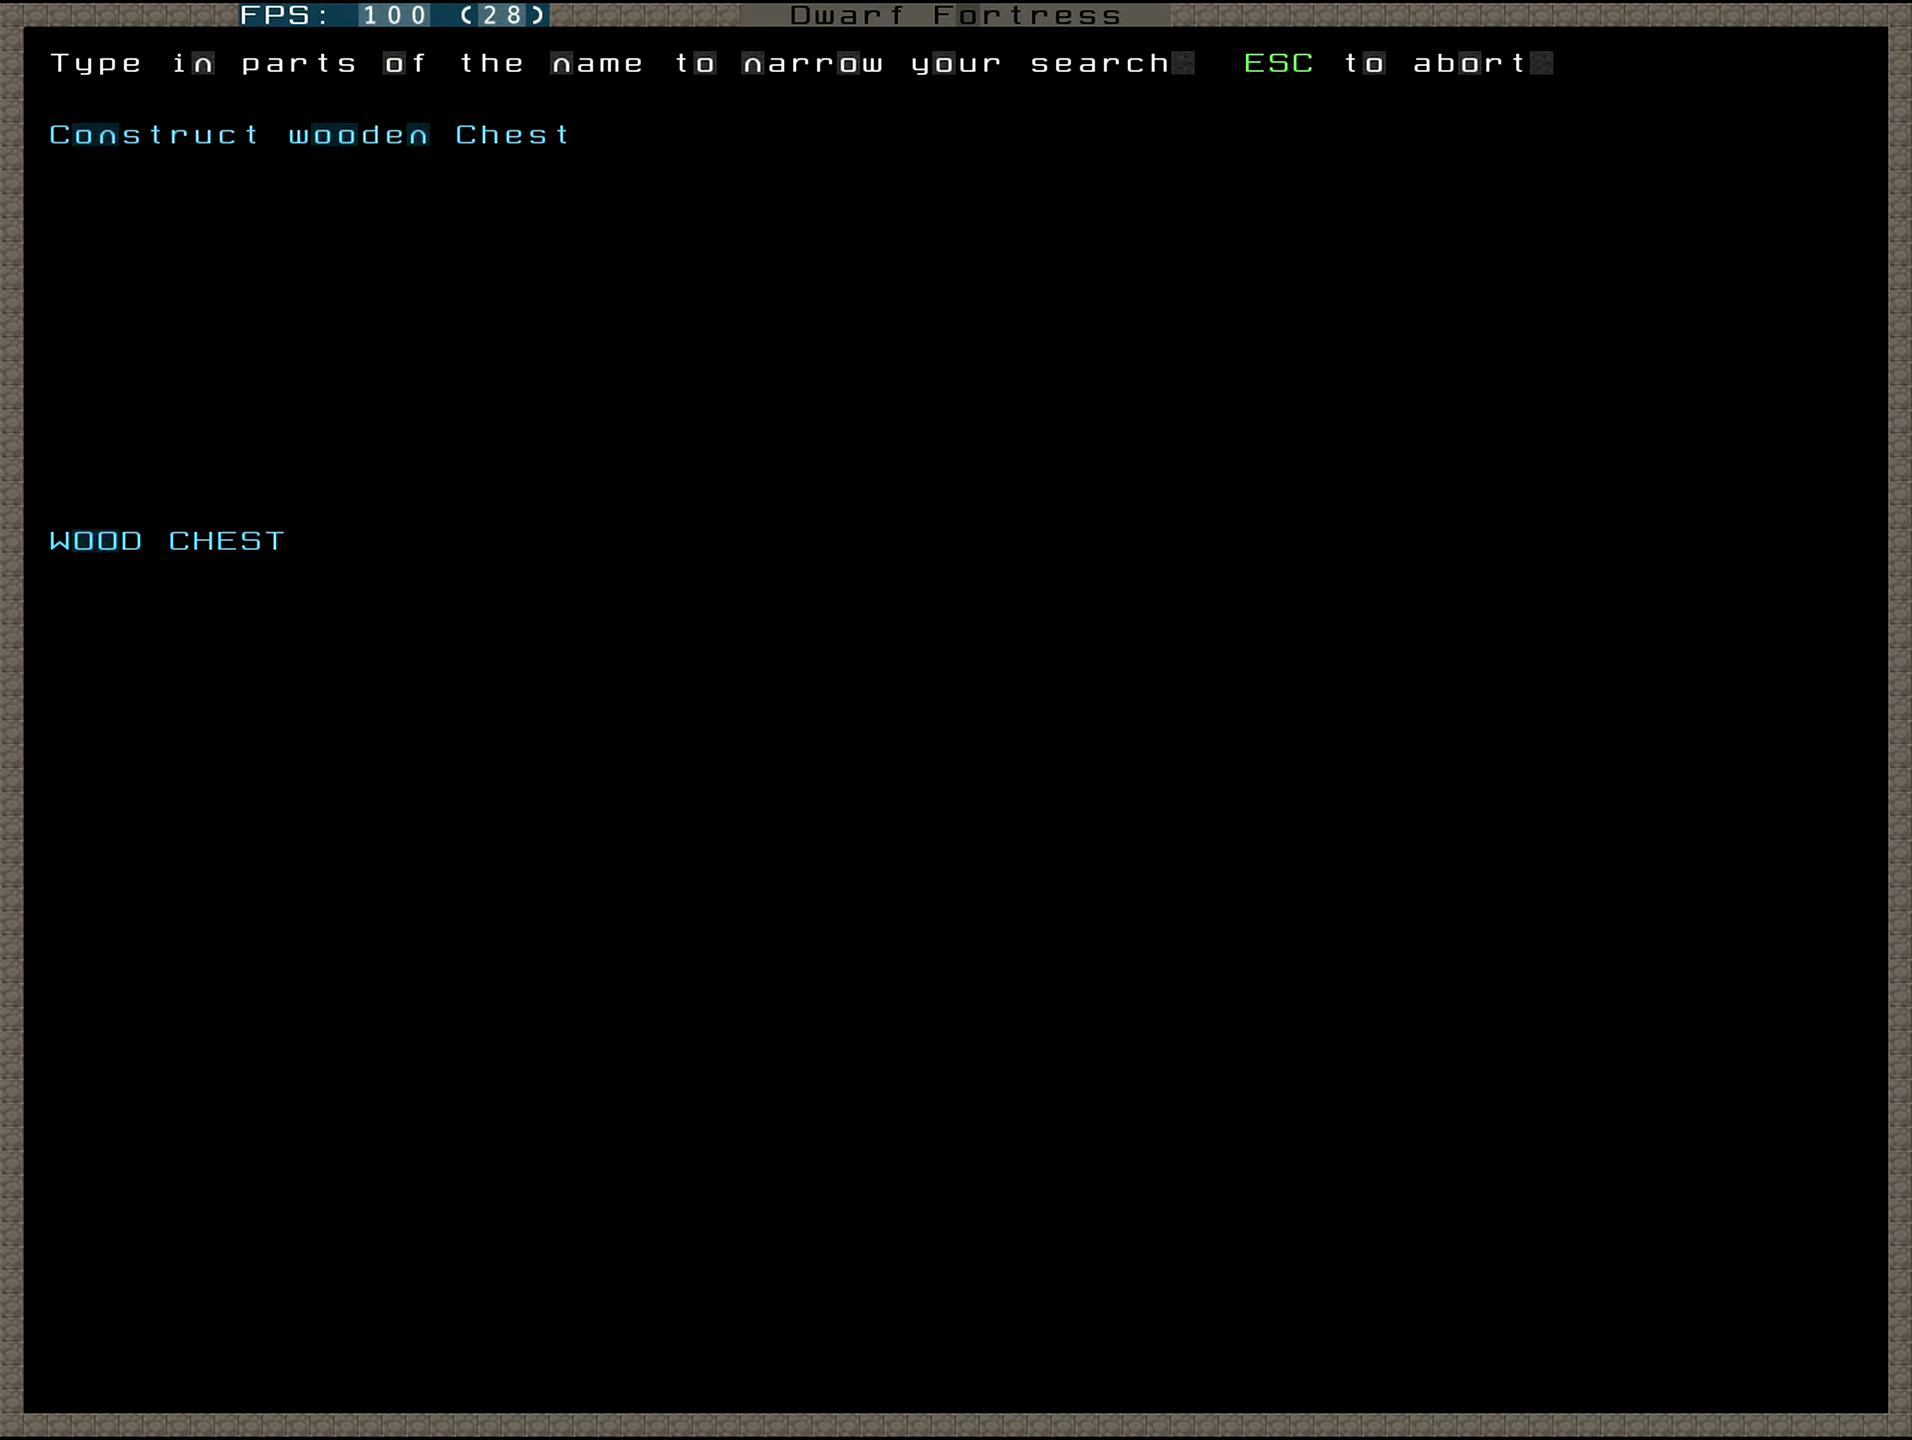 FPS: 100 (28) Dwarf Fortress
Type in parts of the name to narrow your search. ESC to abort.
Construct wooden Chest
WOOD CHEST